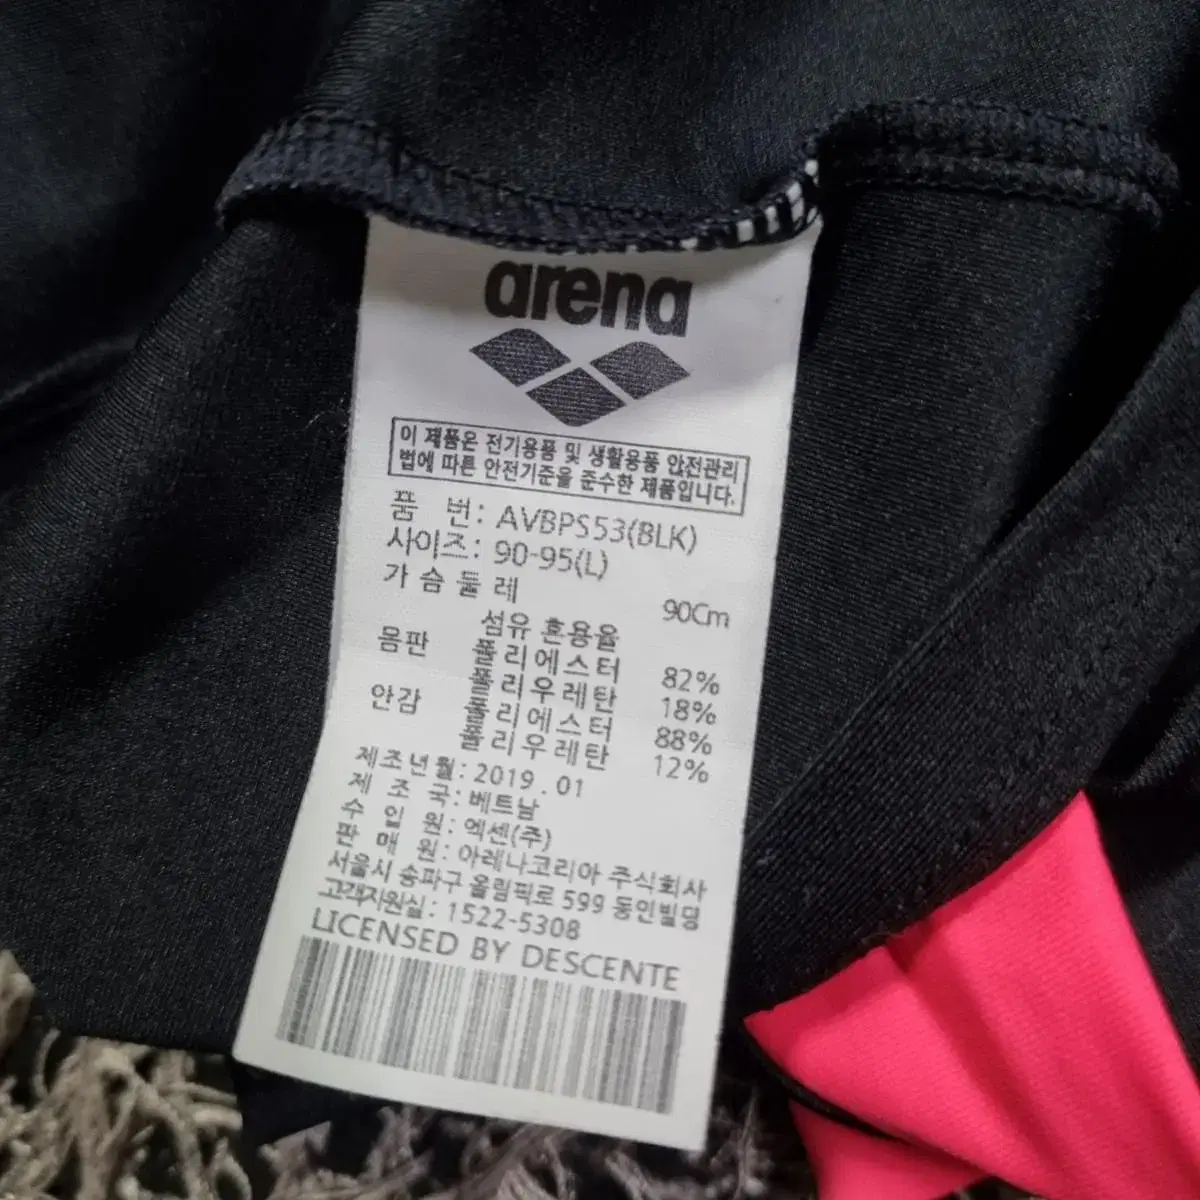 arena
이 제품은 전기용품 및 생활용품 안전관리
법에 따른 안전기준을 준수한 제품입니다.
품 번: AVBPS53(BLK)
사이즈: 90-95(L)
가슴둘레 90Cm
섬유 혼용율
몸판 폴리에스터 82%
폴리우레탄 18%
안감 폴리에스터 88%
폴리우레탄 12%
제조년월: 2019.01
제 조 국: 베트남
수 입 원: 엑센(주)
판 매 원: 아레나코리아 주식회사
서울시 송파구 올림픽로 599 동인빌딩
고객지원실: 1522-5308
LICENSED BY DESCENTE